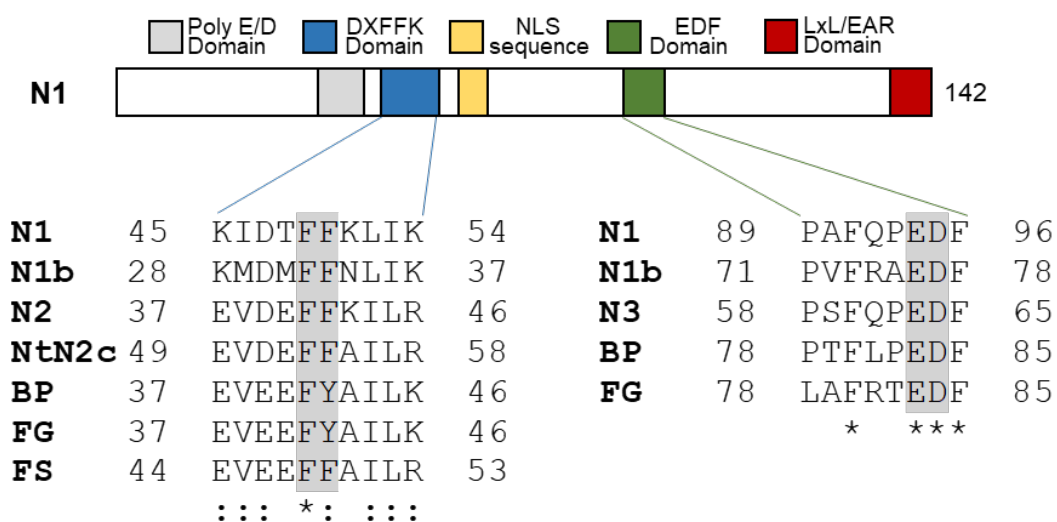 Poly E/D Domain
DXFFK Domain
NLS sequence
EDF Domain
LxL/EAR Domain
N1 142
N1 45 KIDTFFKLIK 54
N1b 28 KMDMFFNLIK 37
N2 37 EVDEFFKILR 46
NtN2c 49 EVDEFFAILR 58
BP 37 EVEEFYAILK 46
FG 37 EVEEFYAILK 46
FS 44 EVEEFFAILR 53
::: *: :::
N1 89 PAFQPEDF 96
N1b 71 PVFRAEDF 78
N3 58 PSFQPEDF 65
BP 78 PTFLPEDF 85
FG 78 LAFRTEDF 85
* ***